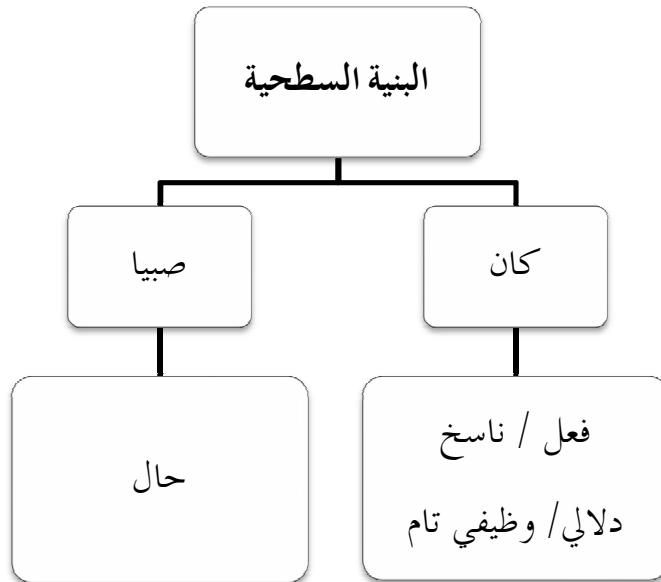 البنية السطحية
كان
صبيا
فعل / ناسخ
دلالي/ وظيفي تام
حال